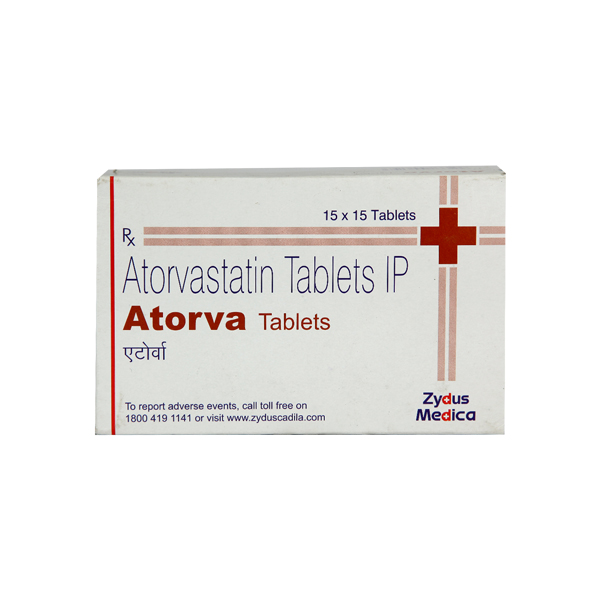 15 x 15 Tablets
Rx
Atorvastatin Tablets IP
Atorva Tablets
एटोर्वा
To report adverse events, call toll free on
1800 419 1141 or visit www.zyduscadila.com
Zydus
Medica